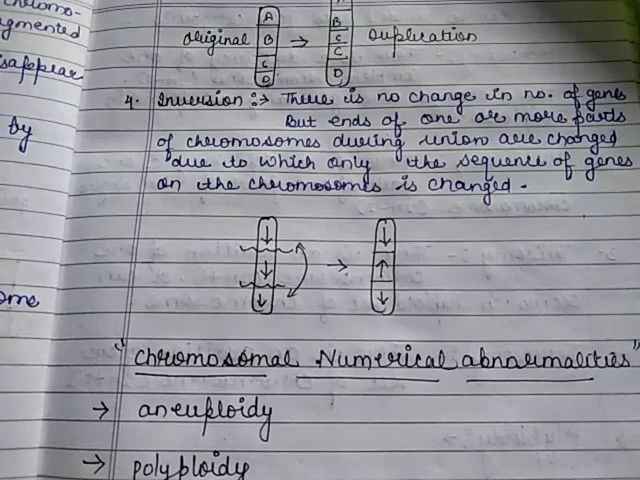 chromo-
agmented
isappear
by
ome
A
B
C
D
original → Duplication
B
C
C
D
4. Inversion :→ There is no change in no. of genes
But ends of one or more parts
of chromosomes during union are changed
due to which only the sequence of genes
on the chromosomes is changed.
"Chromosomal Numerical abnormalities"
→ aneuploidy
→ polyploidy